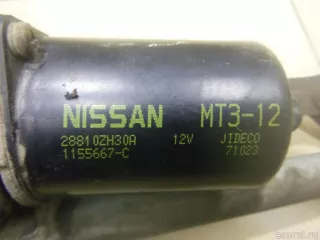 NISSAN MT3-12
28810ZH30A 12V JIDECO
1155667-C 71023